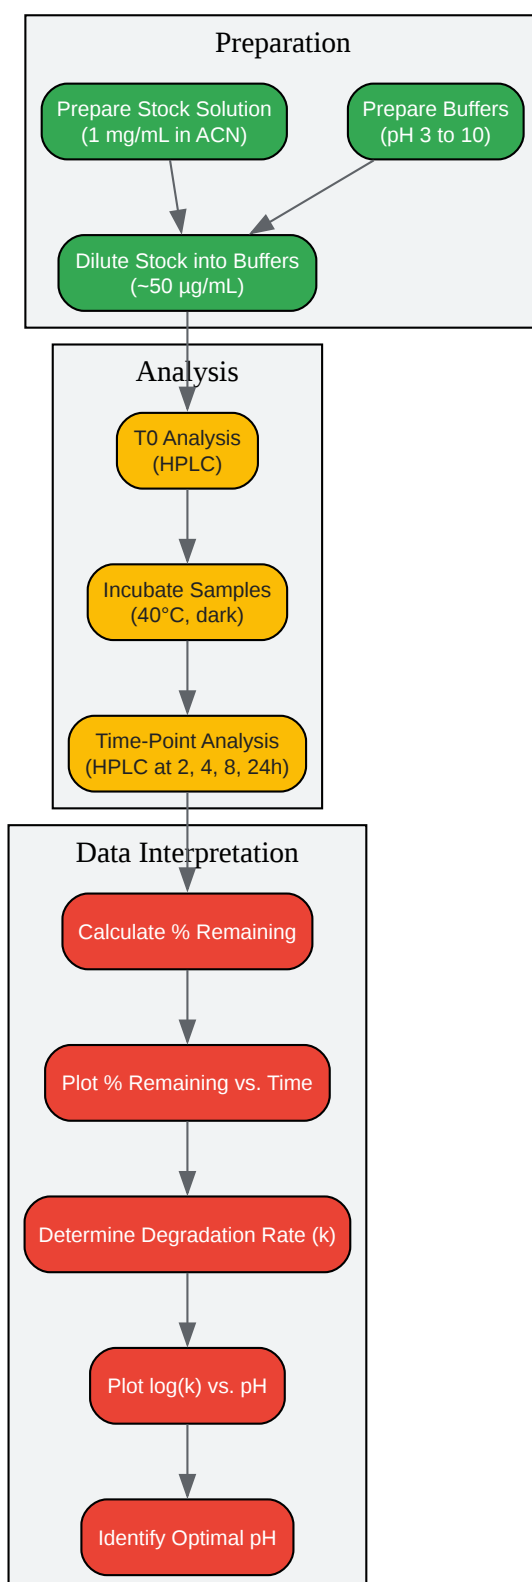 Preparation
Prepare Stock Solution
(1 mg/mL in ACN)
Prepare Buffers
(pH 3 to 10)
Dilute Stock into Buffers
(~50 µg/mL)
Analysis
T0 Analysis
(HPLC)
Incubate Samples
(40°C, dark)
Time-Point Analysis
(HPLC at 2, 4, 8, 24h)
Data Interpretation
Calculate % Remaining
Plot % Remaining vs. Time
Determine Degradation Rate (k)
Plot log(k) vs. pH
Identify Optimal pH